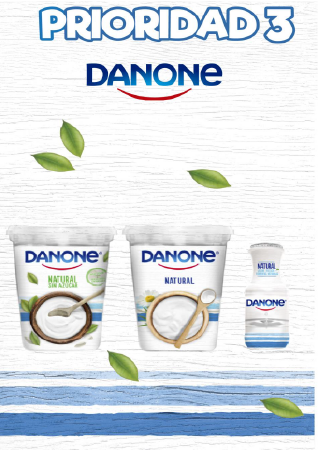 PRIORIDAD 3
DANONE
DANONE
NATURAL
SIN AZÚCAR
DANONE
NATURAL
NATURAL
DANONE